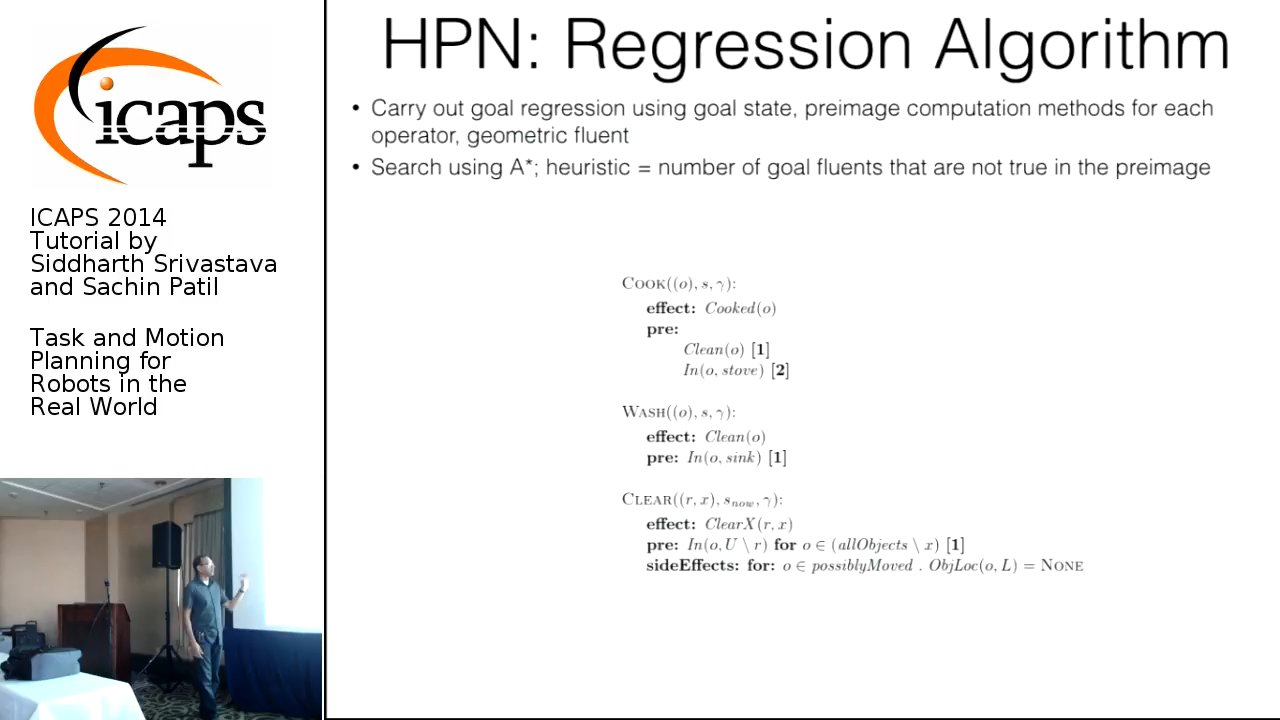 icaps
ICAPS 2014
Tutorial by
Siddharth Srivastava
and Sachin Patil
Task and Motion
Planning for
Robots in the
Real World
HPN: Regression Algorithm
• Carry out goal regression using goal state, preimage computation methods for each
operator, geometric fluent
• Search using A*; heuristic = number of goal fluents that are not true in the preimage
COOK((o), s, γ):
effect: Cooked(o)
pre:
Clean(o) [1]
In(o, stove) [2]
WASH((o), s, γ):
effect: Clean(o)
pre: In(o, sink) [1]
CLEAR((r, x), s_now, γ):
effect: ClearX(r, x)
pre: In(o, U \ r) for o ∈ (allObjects \ x) [1]
sideEffects: for: o ∈ possiblyMoved . ObjLoc(o, L) = NONE